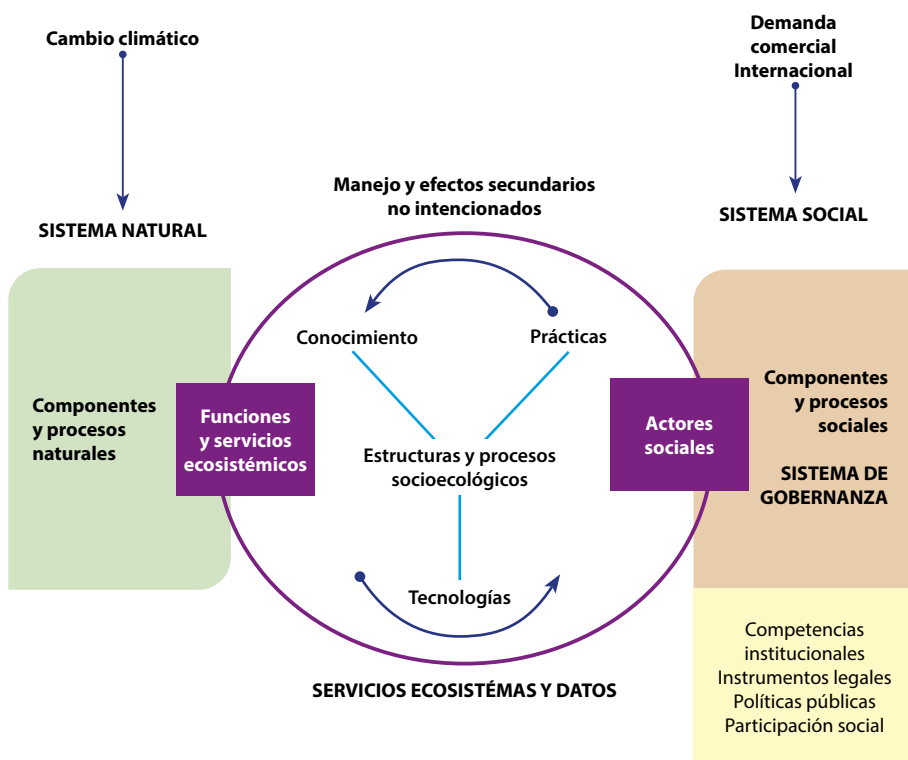 Cambio climático
Demanda
comercial
Internacional
Manejo y efectos secundarios
no intencionados
SISTEMA NATURAL
SISTEMA SOCIAL
Conocimiento
Prácticas
Componentes
y procesos
naturales
Funciones
y servicios
ecosistémicos
Estructuras y procesos
socioecológicos
Actores
sociales
Componentes
y procesos
sociales
SISTEMA DE
GOBERNANZA
Tecnologías
SERVICIOS ECOSISTÉMAS Y DATOS
Competencias
institucionales
Instrumentos legales
Políticas públicas
Participación social